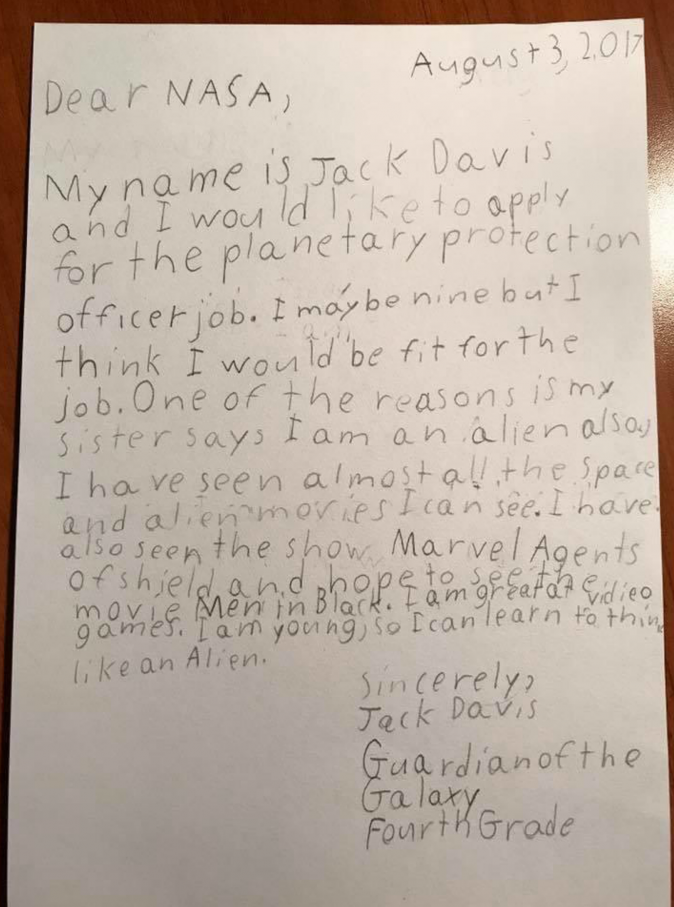 August 3, 2017
Dear NASA,
My name is Jack Davis
and I would like to apply
for the planetary protection
officer job. I may be nine but I
think I would be fit for the
job. One of the reasons is my
sister says I am an alien also,
I have seen almost all the space
and alien movies I can see. I have
also seen the show Marvel Agents
of shield and hope to see the
movie Men in Black. I am great at vidieo
games. I am young, so I can learn to think
like an Alien.
Sincerely,
Jack Davis
Guardian of the
Galaxy
Fourth Grade